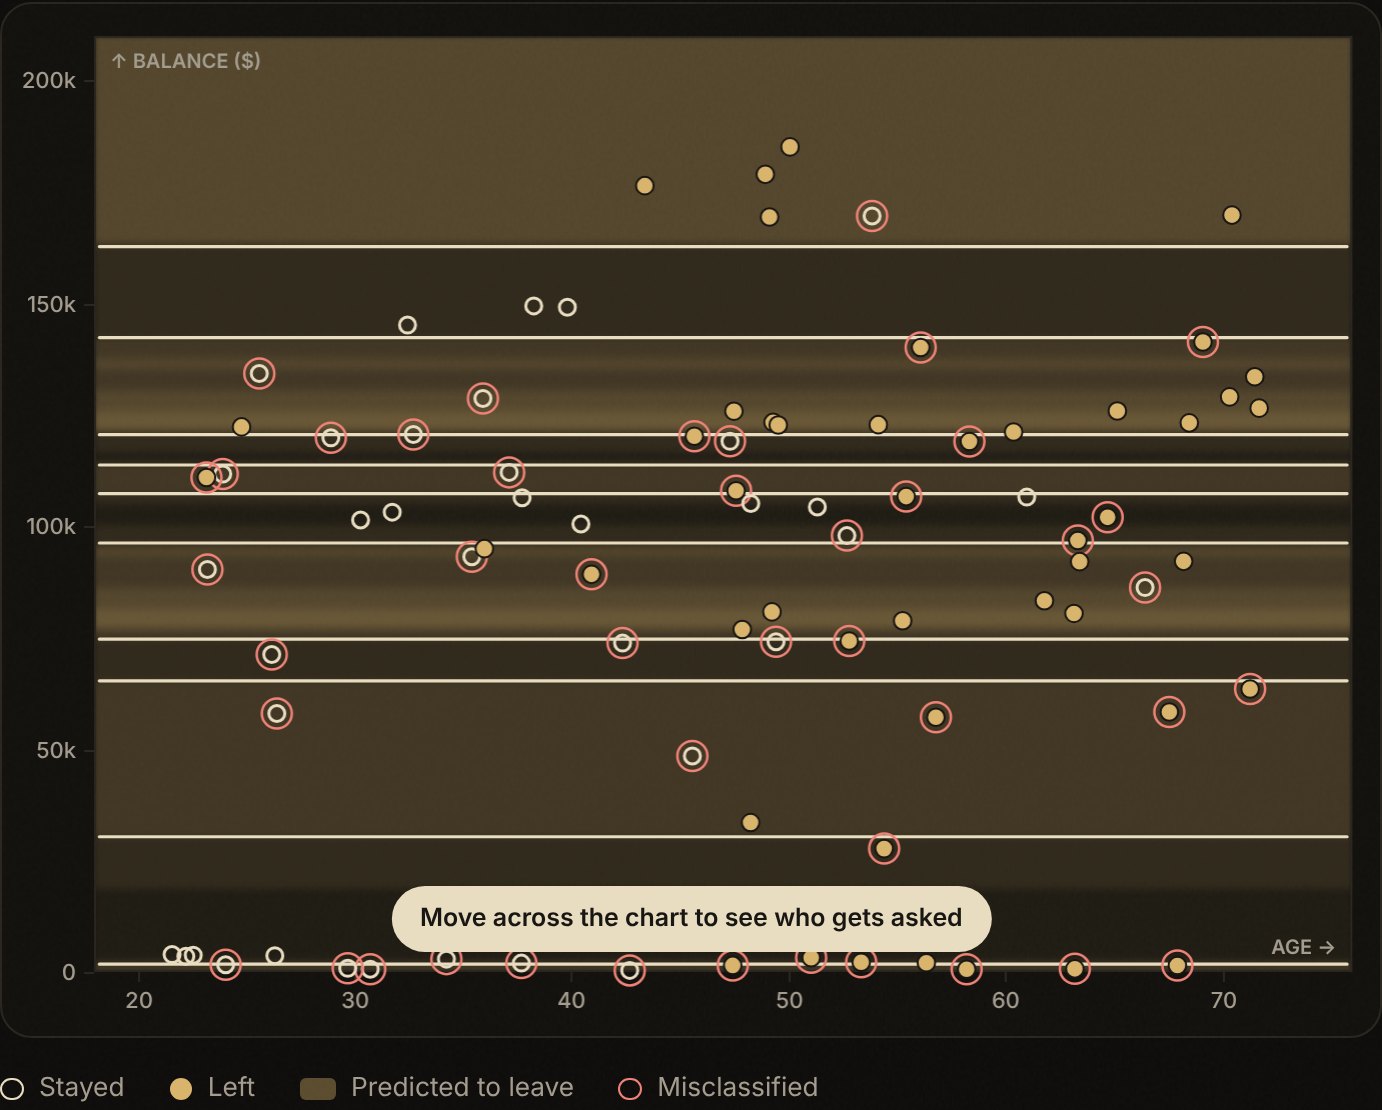 ↑ BALANCE ($)
200k
150k
100k
50k
0
Move across the chart to see who gets asked
AGE →
20 30 40 50 60 70
Stayed Left Predicted to leave Misclassified